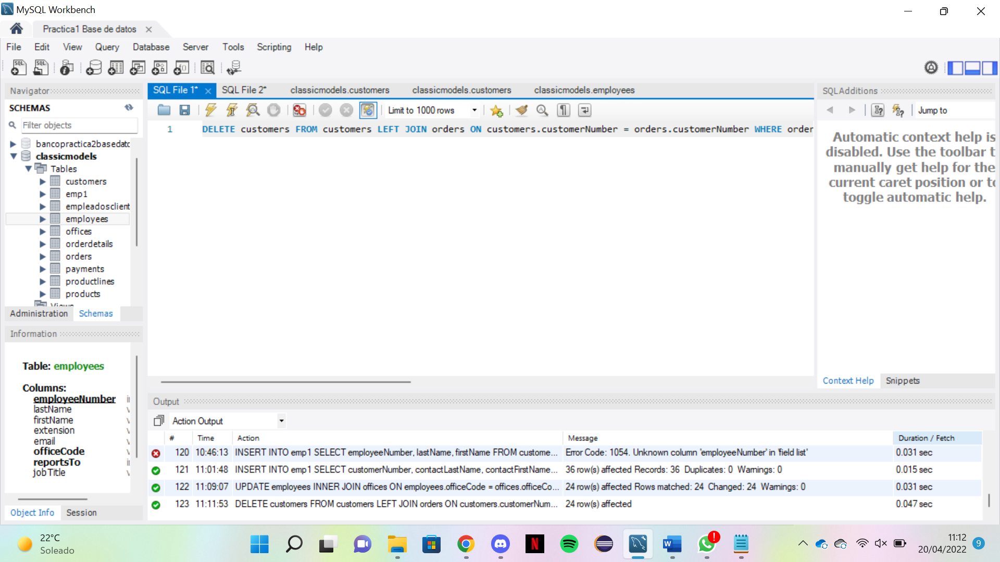 MySQL Workbench
Practica1 Base de datos
File Edit View Query Database Server Tools Scripting Help
Navigator
SCHEMAS
Filter objects
bancopractica2basedatc
classicmodels
Tables
customers
emp1
empleadosclient
employees
offices
orderdetails
orders
payments
productlines
products
Views
Administration Schemas
Information
Table: employees
Columns:
employeeNumber
lastName
firstName
extension
email
officeCode
reportsTo
jobTitle
Object Info Session
SQL File 1* SQL File 2* classicmodels.customers classicmodels.customers classicmodels.employees
Limit to 1000 rows
1 DELETE customers FROM customers LEFT JOIN orders ON customers.customerNumber = orders.customerNumber WHERE order
SQLAdditions
Jump to
Automatic context help is
disabled. Use the toolbar t
manually get help for the
current caret position or to
toggle automatic help.
Context Help Snippets
Output
Action Output
# Time Action Message Duration / Fetch
120 10:46:13 INSERT INTO emp1 SELECT employeeNumber, lastName, firstName FROM custome... Error Code: 1054. Unknown column 'employeeNumber' in 'field list' 0.031 sec
121 11:01:48 INSERT INTO emp1 SELECT customerNumber, contactLastName, contactFirstName... 36 row(s) affected Records: 36 Duplicates: 0 Warnings: 0 0.015 sec
122 11:09:07 UPDATE employees INNER JOIN offices ON employees.officeCode = offices.officeCo... 24 row(s) affected Rows matched: 24 Changed: 24 Warnings: 0 0.031 sec
123 11:11:53 DELETE customers FROM customers LEFT JOIN orders ON customers.customerNum... 24 row(s) affected 0.047 sec
22°C
Soleado
11:12
20/04/2022
9